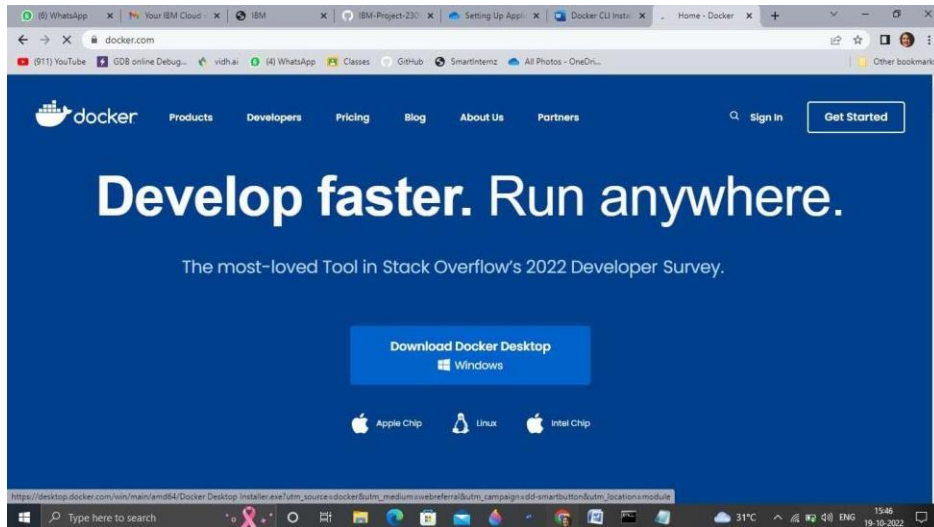 (6) WhatsApp
Your IBM Cloud
IBM
IBM-Project-230
Setting Up Appli
Docker CLI Insta
Home - Docker
docker.com
(911) YouTube
GDB online Debug...
vidh.ai
(4) WhatsApp
Classes
GitHub
SmartInternz
All Photos - OneDri...
Other bookmark
docker
Products
Developers
Pricing
Blog
About Us
Partners
Sign In
Get Started
Develop faster. Run anywhere.
The most-loved Tool in Stack Overflow's 2022 Developer Survey.
Download Docker Desktop
Windows
Apple Chip
Linux
Intel Chip
https://desktop.docker.com/win/main/amd64/Docker Desktop Installer.exe?utm_source=docker&utm_medium=webreferral&utm_campaign=dd-smartbutton&utm_location=module
Type here to search
31°C
ENG
15:46
19-10-2022